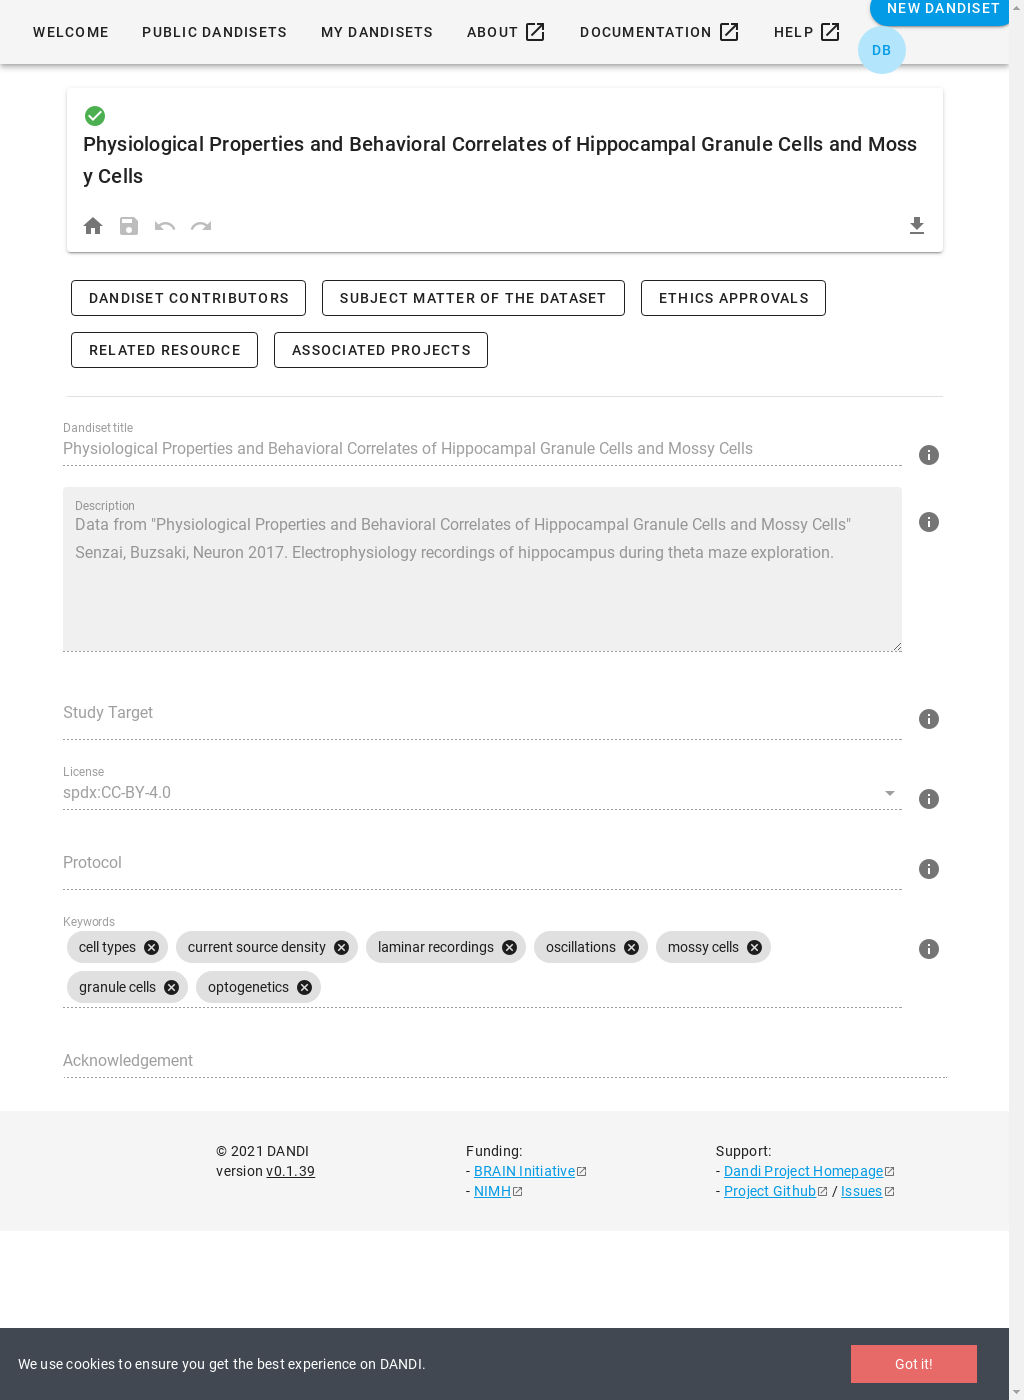 WELCOME
PUBLIC DANDISETS
MY DANDISETS
ABOUT
DOCUMENTATION
HELP
NEW DANDISET
DB
Physiological Properties and Behavioral Correlates of Hippocampal Granule Cells and Moss
y Cells
DANDISET CONTRIBUTORS
SUBJECT MATTER OF THE DATASET
ETHICS APPROVALS
RELATED RESOURCE
ASSOCIATED PROJECTS
Dandiset title
Physiological Properties and Behavioral Correlates of Hippocampal Granule Cells and Mossy Cells
Description
Data from "Physiological Properties and Behavioral Correlates of Hippocampal Granule Cells and Mossy Cells"
Senzai, Buzsaki, Neuron 2017. Electrophysiology recordings of hippocampus during theta maze exploration.
Study Target
License
spdx:CC-BY-4.0
Protocol
Keywords
cell types
current source density
laminar recordings
oscillations
mossy cells
granule cells
optogenetics
Acknowledgement
© 2021 DANDI
version v0.1.39
Funding:
- BRAIN Initiative
- NIMH
Support:
- Dandi Project Homepage
- Project Github / Issues
We use cookies to ensure you get the best experience on DANDI.
Got it!